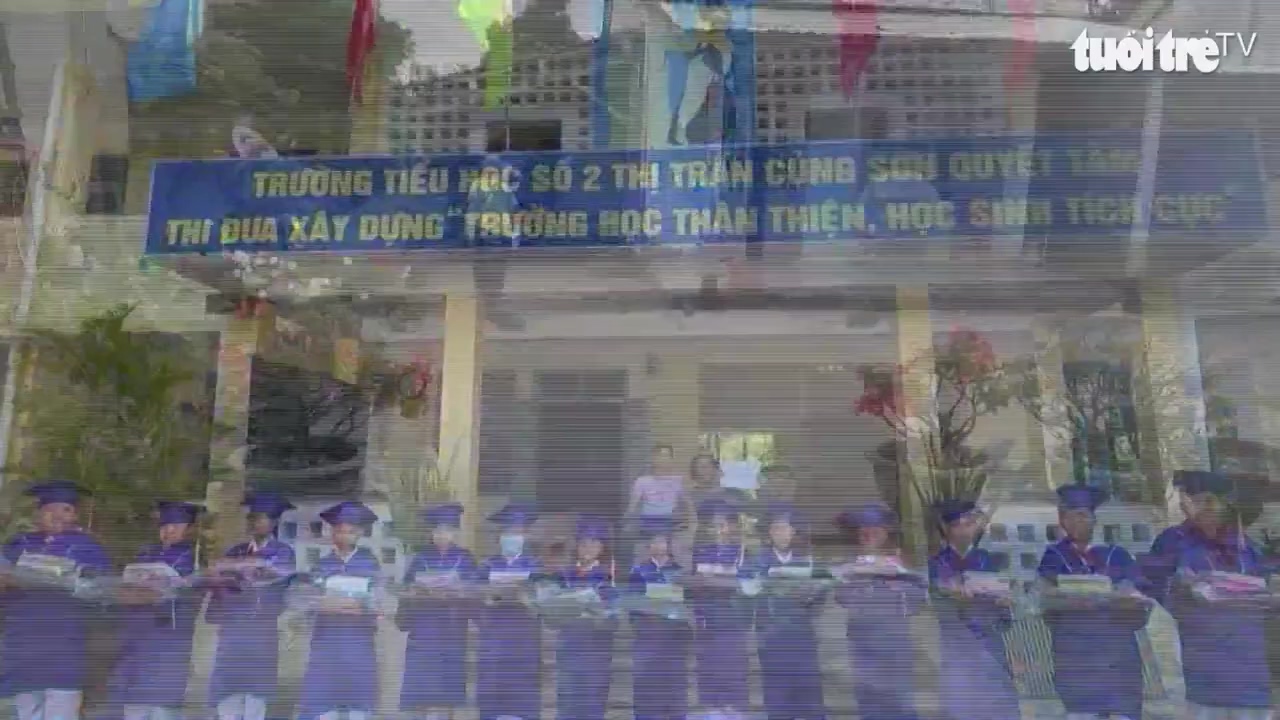 tuổi trẻ TV
TRƯỜNG TIỂU HỌC SỐ 2 THỊ TRẤN CỦNG SƠN QUYẾT TÂM
THI ĐUA XÂY DỰNG "TRƯỜNG HỌC THÂN THIỆN, HỌC SINH TÍCH CỰC"